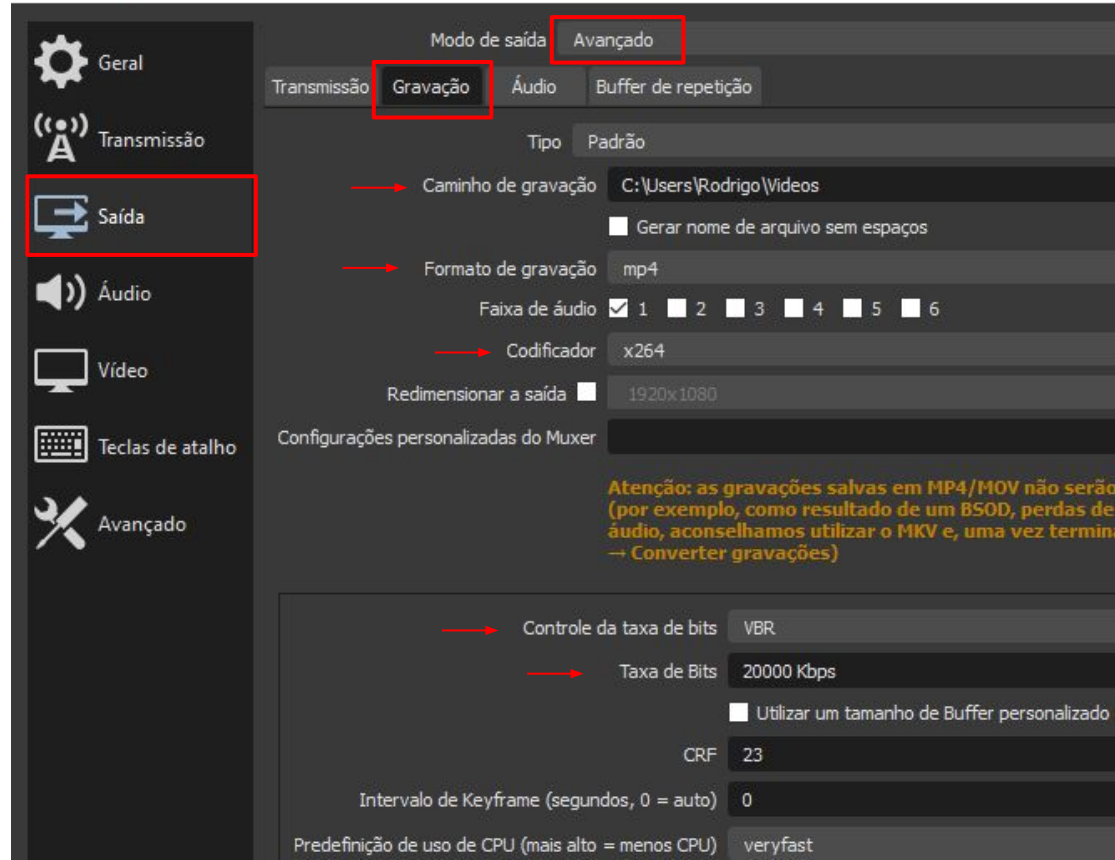 Geral
Transmissão
Saída
Áudio
Vídeo
Teclas de atalho
Avançado
Modo de saída Avançado
Transmissão Gravação Áudio Buffer de repetição
Tipo Padrão
Caminho de gravação C:\Users\Rodrigo\Videos
Gerar nome de arquivo sem espaços
Formato de gravação mp4
Faixa de áudio 1 2 3 4 5 6
Codificador x264
Redimensionar a saída 1920x1080
Configurações personalizadas do Muxer
Atenção: as gravações salvas em MP4/MOV não serão
(por exemplo, como resultado de um BSOD, perdas de
áudio, aconselhamos utilizar o MKV e, uma vez termina
→ Converter gravações)
Controle da taxa de bits VBR
Taxa de Bits 20000 Kbps
Utilizar um tamanho de Buffer personalizado
CRF 23
Intervalo de Keyframe (segundos, 0 = auto) 0
Predefinição de uso de CPU (mais alto = menos CPU) veryfast